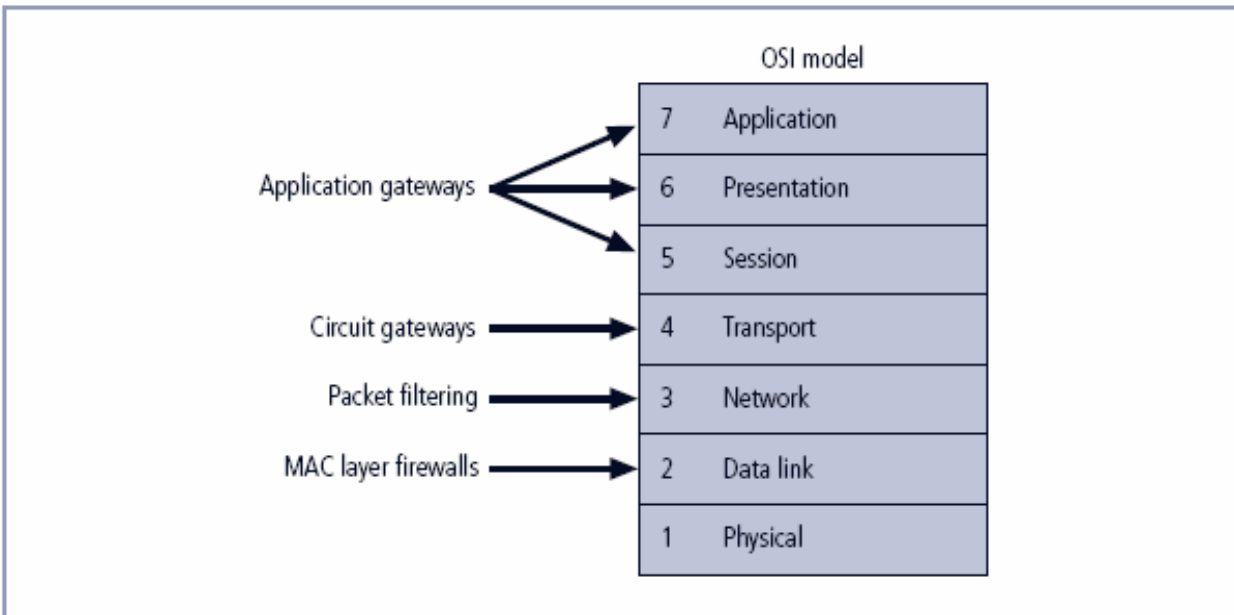 OSI model
7 Application
Application gateways
6 Presentation
5 Session
Circuit gateways
4 Transport
Packet filtering
3 Network
MAC layer firewalls
2 Data link
1 Physical